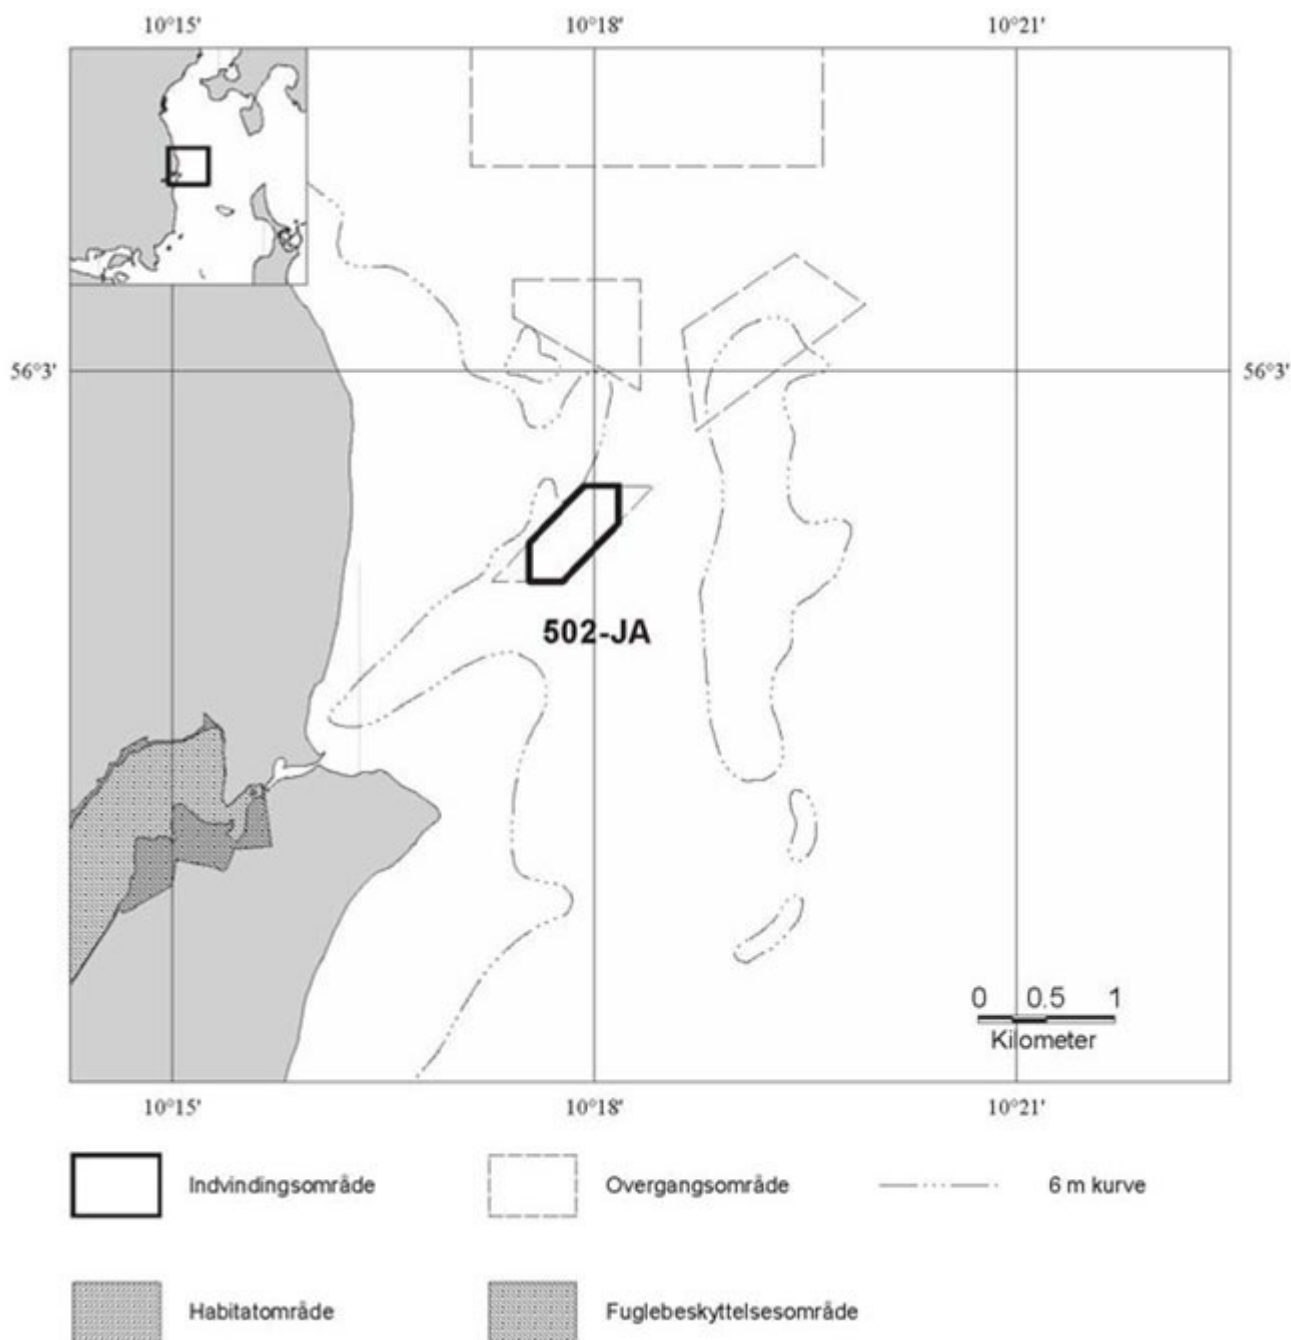 10°15' 10°18' 10°21'
56°3' 56°3'
502-JA
0 0.5 1
Kilometer
10°15' 10°18' 10°21'
Indvindingsområde Overgangsområde 6 m kurve
Habitatområde Fuglebeskyttelsesområde